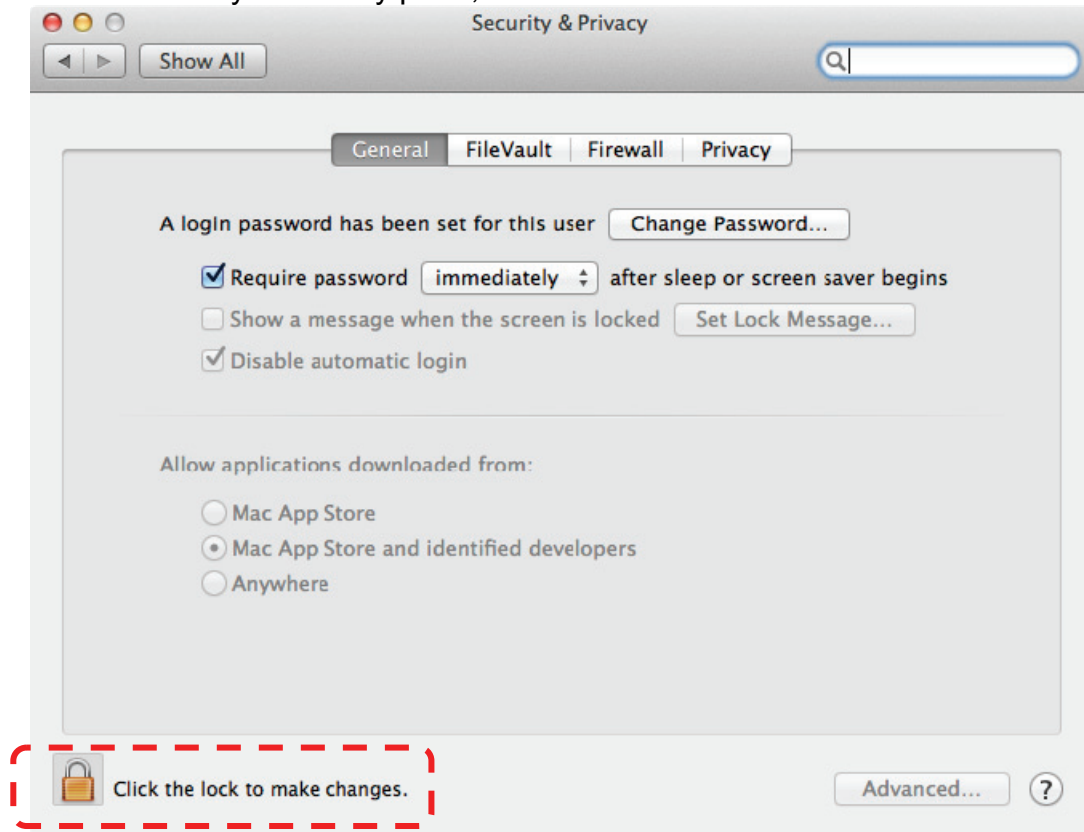 Security & Privacy
Show All
General FileVault Firewall Privacy
A login password has been set for this user Change Password...
Require password immediately after sleep or screen saver begins
Show a message when the screen is locked Set Lock Message...
Disable automatic login
Allow applications downloaded from:
Mac App Store
Mac App Store and identified developers
Anywhere
Click the lock to make changes.
Advanced... ?